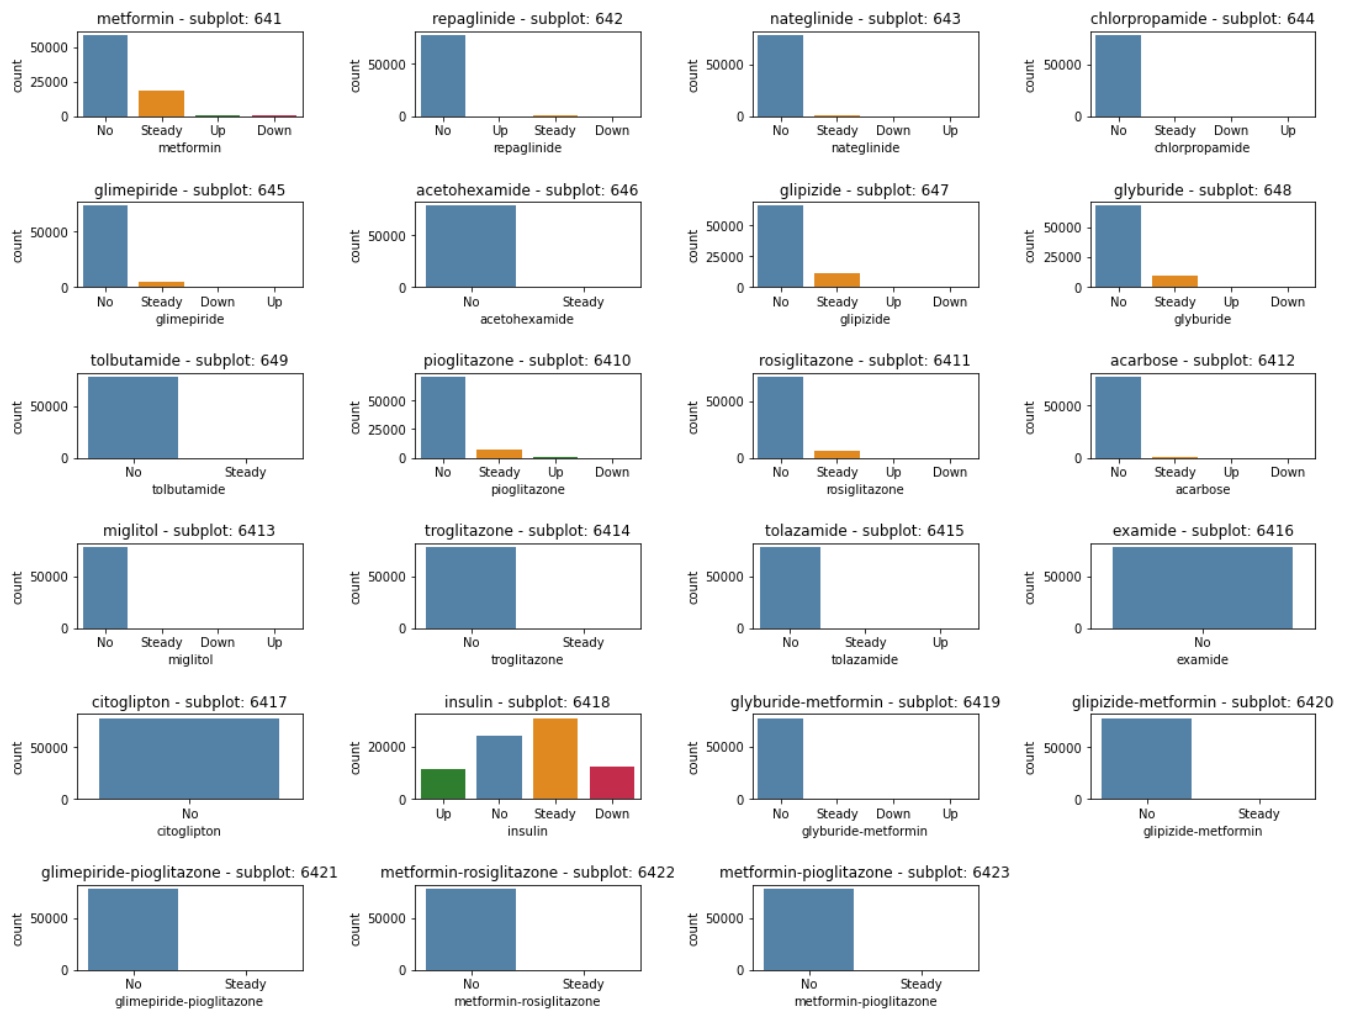 metformin - subplot: 641
50000
25000
0
count
No Steady Up Down
metformin
repaglinide - subplot: 642
50000
0
count
No Up Steady Down
repaglinide
nateglinide - subplot: 643
50000
0
count
No Steady Down Up
nateglinide
chlorpropamide - subplot: 644
50000
0
count
No Steady Down Up
chlorpropamide
glimepiride - subplot: 645
50000
0
count
No Steady Down Up
glimepiride
acetohexamide - subplot: 646
50000
0
count
No Steady
acetohexamide
glipizide - subplot: 647
50000
25000
0
count
No Steady Up Down
glipizide
glyburide - subplot: 648
50000
25000
0
count
No Steady Up Down
glyburide
tolbutamide - subplot: 649
50000
0
count
No Steady
tolbutamide
pioglitazone - subplot: 6410
50000
25000
0
count
No Steady Up Down
pioglitazone
rosiglitazone - subplot: 6411
50000
0
count
No Steady Up Down
rosiglitazone
acarbose - subplot: 6412
50000
0
count
No Steady Up Down
acarbose
miglitol - subplot: 6413
50000
0
count
No Steady Down Up
miglitol
troglitazone - subplot: 6414
50000
0
count
No Steady
troglitazone
tolazamide - subplot: 6415
50000
0
count
No Steady Up
tolazamide
examide - subplot: 6416
50000
0
count
No
examide
citoglipton - subplot: 6417
50000
0
count
No
citoglipton
insulin - subplot: 6418
20000
0
count
Up No Steady Down
insulin
glyburide-metformin - subplot: 6419
50000
0
count
No Steady Down Up
glyburide-metformin
glipizide-metformin - subplot: 6420
50000
0
count
No Steady
glipizide-metformin
glimepiride-pioglitazone - subplot: 6421
50000
0
count
No Steady
glimepiride-pioglitazone
metformin-rosiglitazone - subplot: 6422
50000
0
count
No Steady
metformin-rosiglitazone
metformin-pioglitazone - subplot: 6423
50000
0
count
No Steady
metformin-pioglitazone